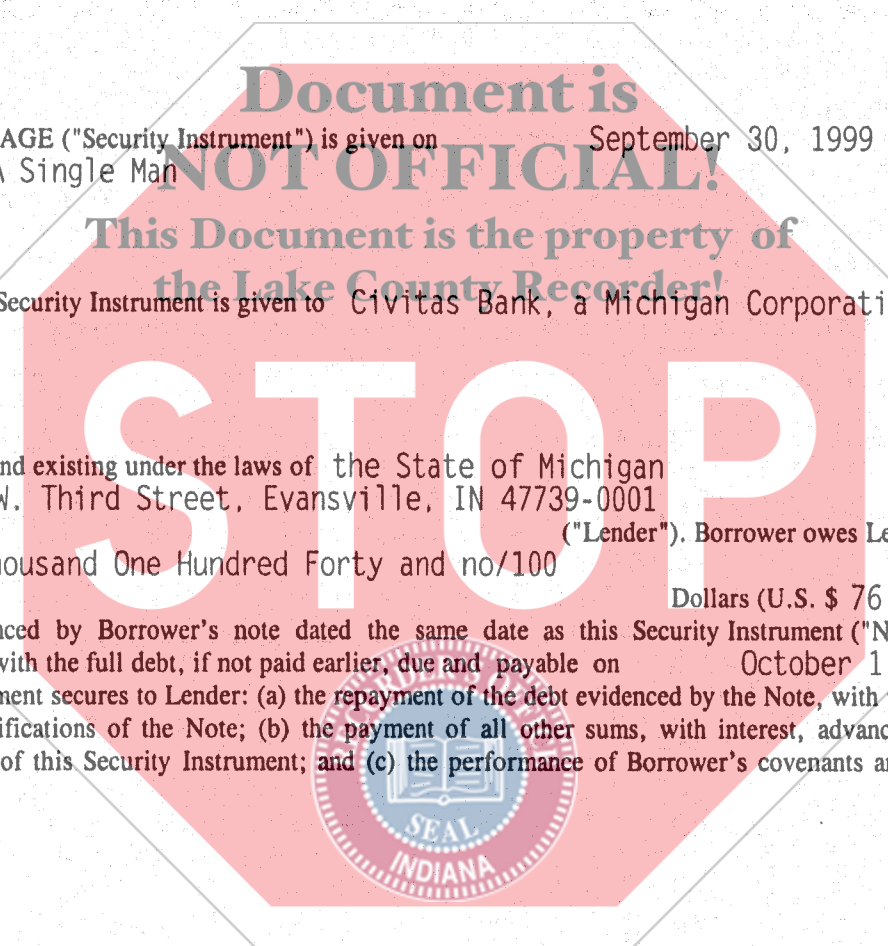 Document is
AGE ("Security Instrument") is given on September 30, 1999
A Single Man
NOT OFFICIAL!
This Document is the property of
the Lake County Recorder!
Security Instrument is given to Civitas Bank, a Michigan Corporati
STOP
nd existing under the laws of the State of Michigan
W. Third Street, Evansville, IN 47739-0001
("Lender"). Borrower owes Le
housand One Hundred Forty and no/100
Dollars (U.S. $ 76
nced by Borrower's note dated the same date as this Security Instrument ("N
with the full debt, if not paid earlier, due and payable on October 1
ment secures to Lender: (a) the repayment of the debt evidenced by the Note, with
ifications of the Note; (b) the payment of all other sums, with interest, advanc
of this Security Instrument; and (c) the performance of Borrower's covenants a
SEAL
INDIANA